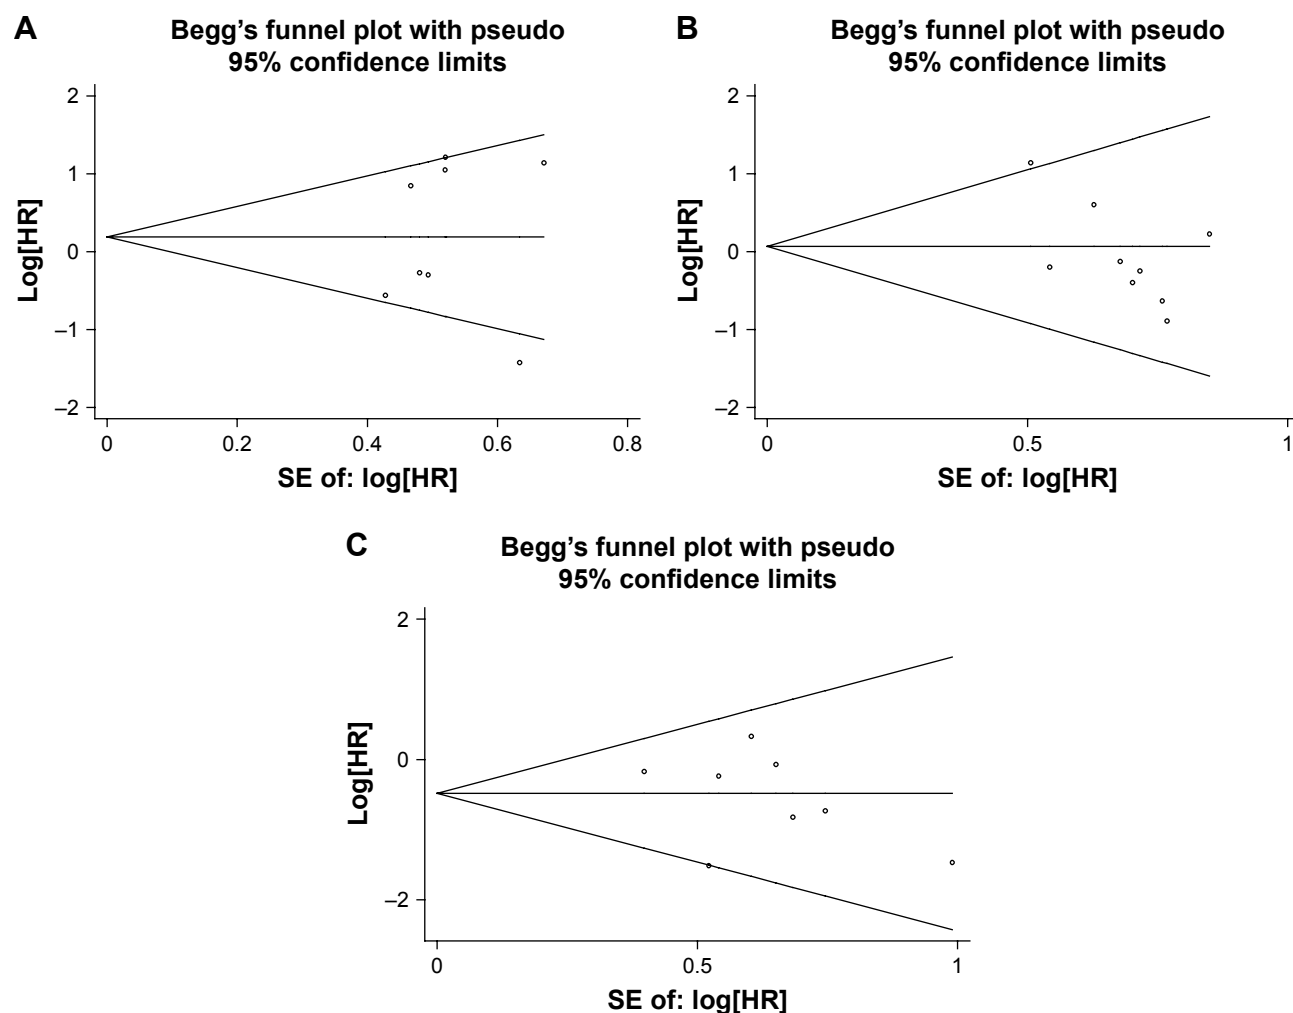 A
Begg’s funnel plot with pseudo
95% confidence limits
2
1
0
–1
–2
Log[HR]
0
0.2
0.4
0.6
0.8
SE of: log[HR]
B
Begg’s funnel plot with pseudo
95% confidence limits
2
1
0
–1
–2
Log[HR]
0
0.5
1
SE of: log[HR]
C
Begg’s funnel plot with pseudo
95% confidence limits
2
0
–2
Log[HR]
0
0.5
1
SE of: log[HR]